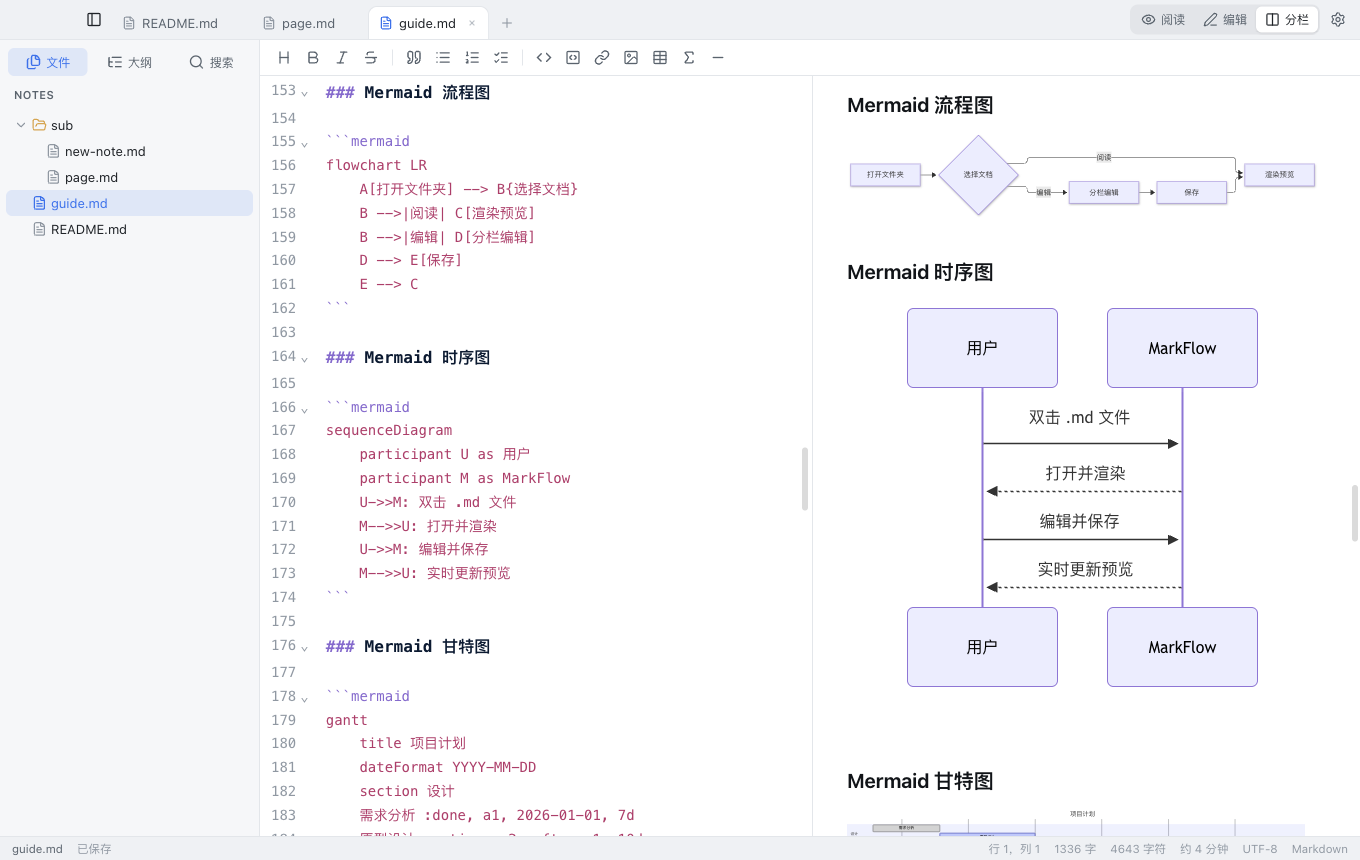 README.md
page.md
guide.md
阅读
编辑
分栏
文件
大纲
搜索
NOTES
sub
new-note.md
page.md
guide.md
README.md
153 ### Mermaid 流程图
154
155 ```mermaid
156 flowchart LR
157 A[打开文件夹] --> B{选择文档}
158 B -->|阅读| C[渲染预览]
159 B -->|编辑| D[分栏编辑]
160 D --> E[保存]
161 E --> C
162 ```
163
164 ### Mermaid 时序图
165
166 ```mermaid
167 sequenceDiagram
168 participant U as 用户
169 participant M as MarkFlow
170 U->>M: 双击 .md 文件
171 M-->>U: 打开并渲染
172 U->>M: 编辑并保存
173 M-->>U: 实时更新预览
174 ```
175
176 ### Mermaid 甘特图
177
178 ```mermaid
179 gantt
180 title 项目计划
181 dateFormat YYYY-MM-DD
182 section 设计
183 需求分析 :done, a1, 2026-01-01, 7d
Mermaid 流程图
打开文件夹
选择文档
阅读
编辑
分栏编辑
保存
渲染预览
Mermaid 时序图
用户
MarkFlow
双击 .md 文件
打开并渲染
编辑并保存
实时更新预览
用户
MarkFlow
Mermaid 甘特图
项目计划
需求分析
guide.md
已保存
行 1，列 1
1336 字
4643 字符
约 4 分钟
UTF-8
Markdown